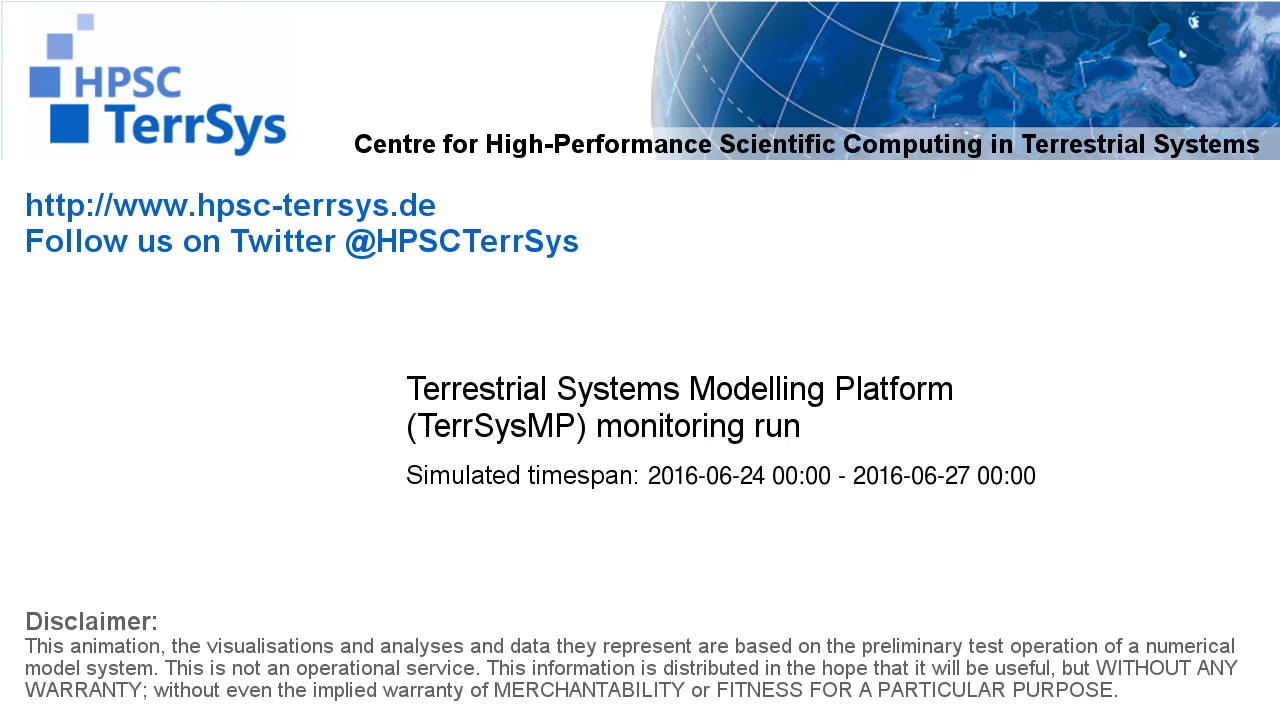 HPSC
TerrSys
Centre for High-Performance Scientific Computing in Terrestrial Systems
http://www.hpsc-terrsys.de
Follow us on Twitter @HPSCTerrSys
Terrestrial Systems Modelling Platform
(TerrSysMP) monitoring run
Simulated timespan: 2016-06-24 00:00 - 2016-06-27 00:00
Disclaimer:
This animation, the visualisations and analyses and data they represent are based on the preliminary test operation of a numerical
model system. This is not an operational service. This information is distributed in the hope that it will be useful, but WITHOUT ANY
WARRANTY; without even the implied warranty of MERCHANTABILITY or FITNESS FOR A PARTICULAR PURPOSE.